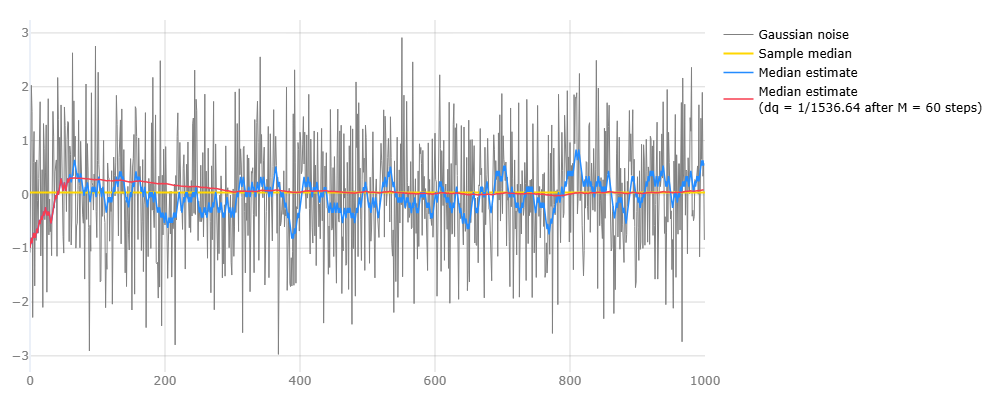 3
2
1
0
−1
−2
−3
0
200
400
600
800
1000
Gaussian noise
Sample median
Median estimate
Median estimate
(dq = 1/1536.64 after M = 60 steps)